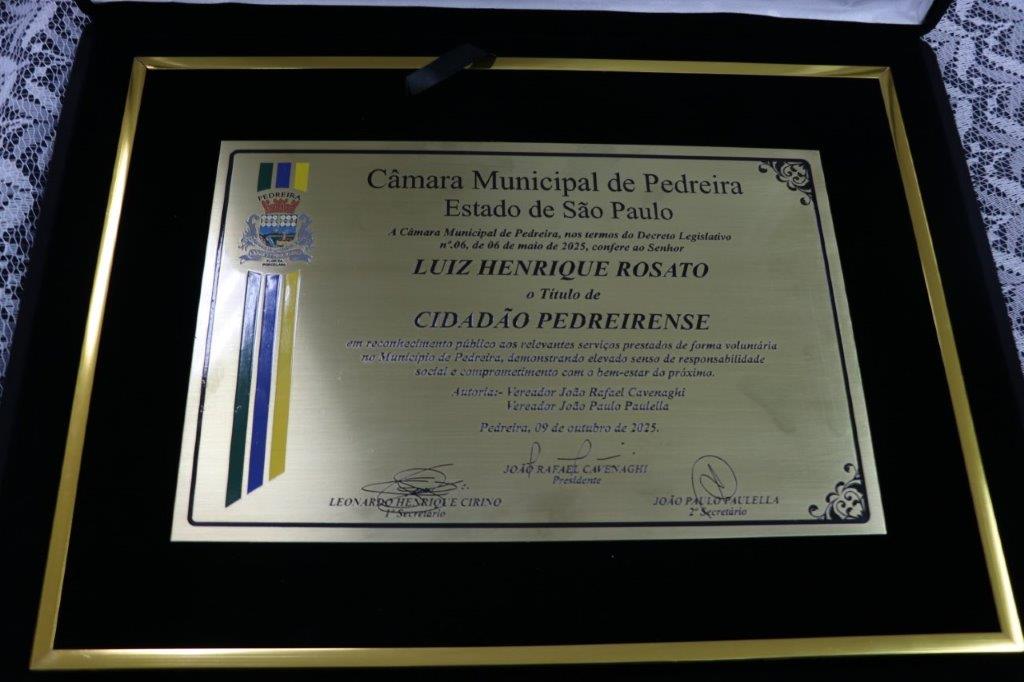 PEDREIRA
Câmara Municipal de Pedreira
Estado de São Paulo
A Câmara Municipal de Pedreira, nos termos do Decreto Legislativo
nº.06, de 06 de maio de 2025, confere ao Senhor
LUIZ HENRIQUE ROSATO
o Título de
CIDADÃO PEDREIRENSE
em reconhecimento público aos relevantes serviços prestados de forma voluntária
no Município de Pedreira, demonstrando elevado senso de responsabilidade
social e comprometimento com o bem-estar do próximo.
Autoria:- Vereador João Rafael Cavenaghi
Vereador João Paulo Paulella
Pedreira, 09 de outubro de 2025.
JOÃO RAFAEL CAVENAGHI
Presidente
LEONARDO HENRIQUE CIRINO
1º Secretário
JOÃO PAULO PAULELLA
2º Secretário